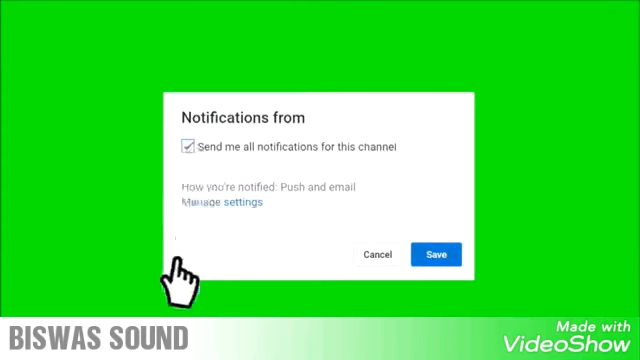 Notifications from
Send me all notifications for this channel
How you're notified: Push and email
Manage settings
Cancel
Save
BISWAS SOUND
Made with
VideoShow